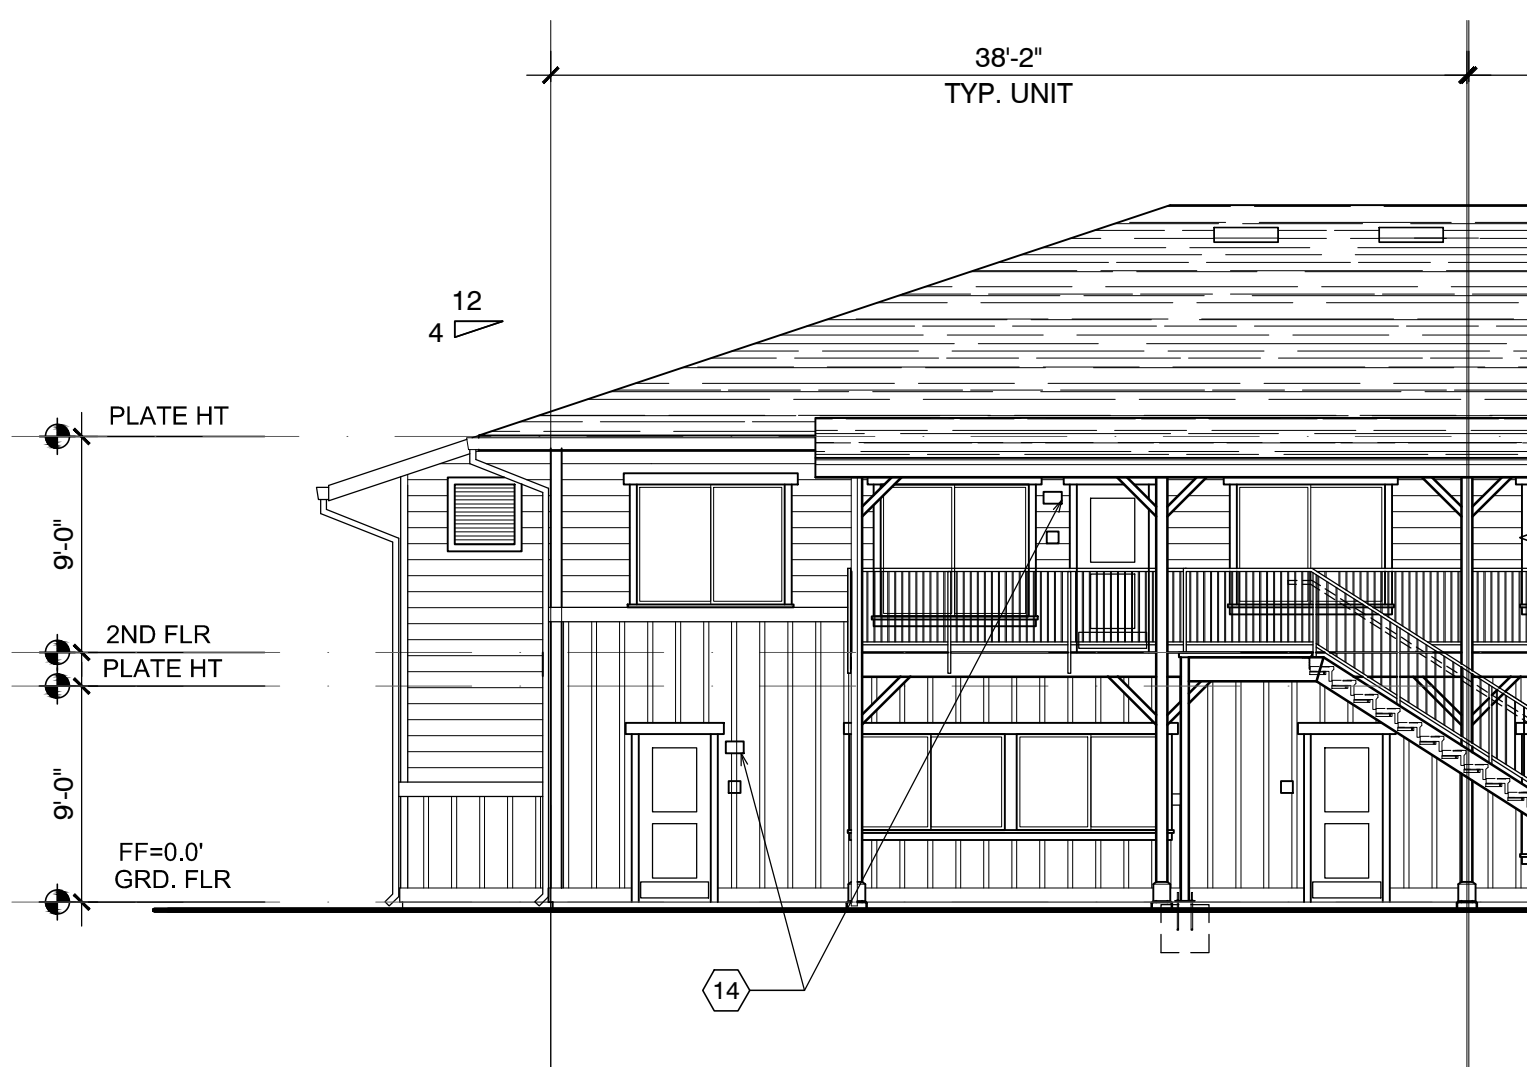 38'-2"
TYP. UNIT
12
4
PLATE HT
9'-0"
2ND FLR
PLATE HT
9'-0"
FF=0.0'
GRD. FLR
14